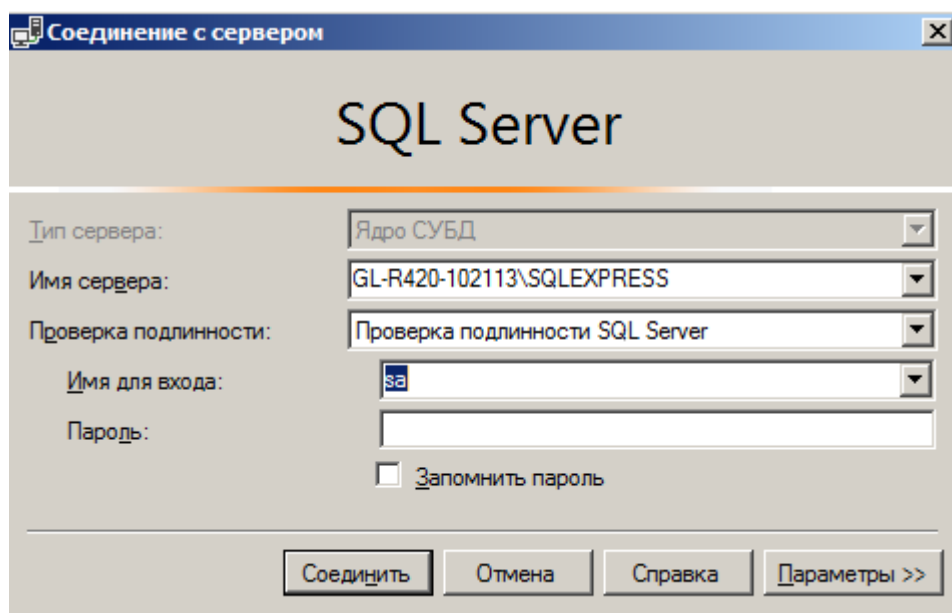 Соединение с сервером
SQL Server
Тип сервера: Ядро СУБД
Имя сервера: GL-R420-102113\SQLEXPRESS
Проверка подлинности: Проверка подлинности SQL Server
Имя для входа: sa
Пароль:
Запомнить пароль
Соединить Отмена Справка Параметры >>